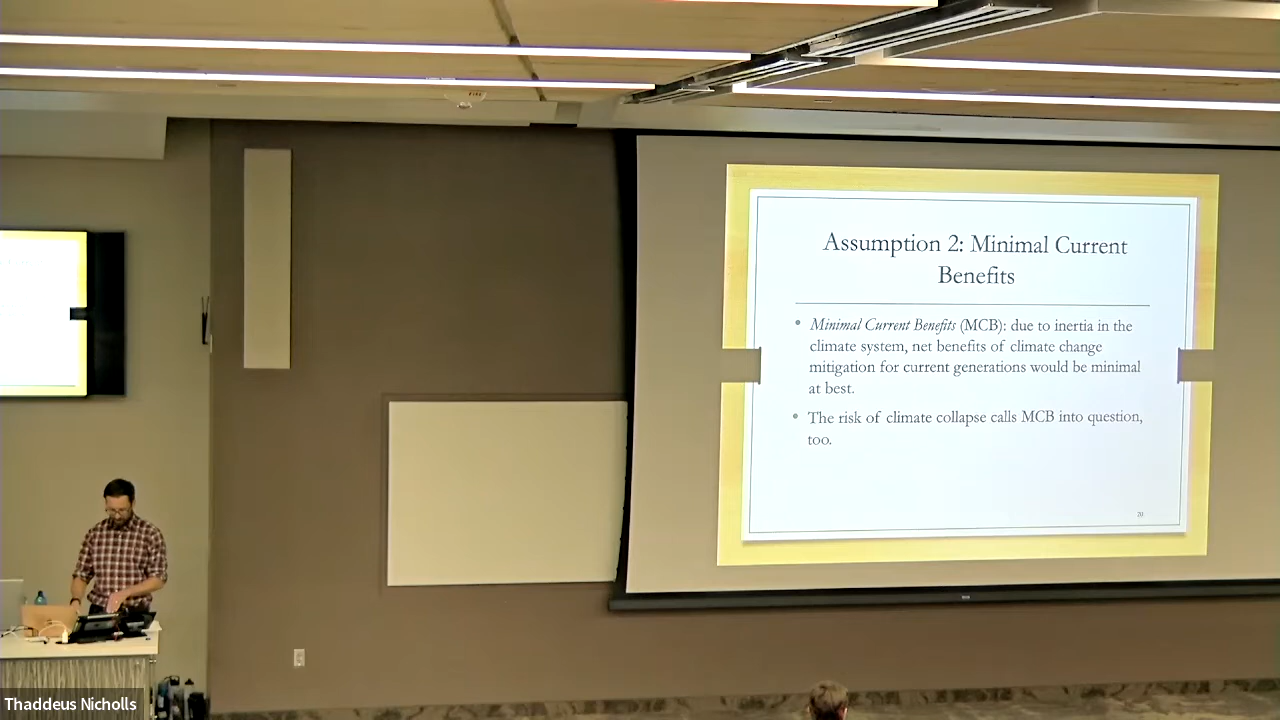 Assumption 2: Minimal Current
Benefits
• Minimal Current Benefits (MCB): due to inertia in the
climate system, net benefits of climate change
mitigation for current generations would be minimal
at best.
• The risk of climate collapse calls MCB into question,
too.
70
Thaddeus Nicholls